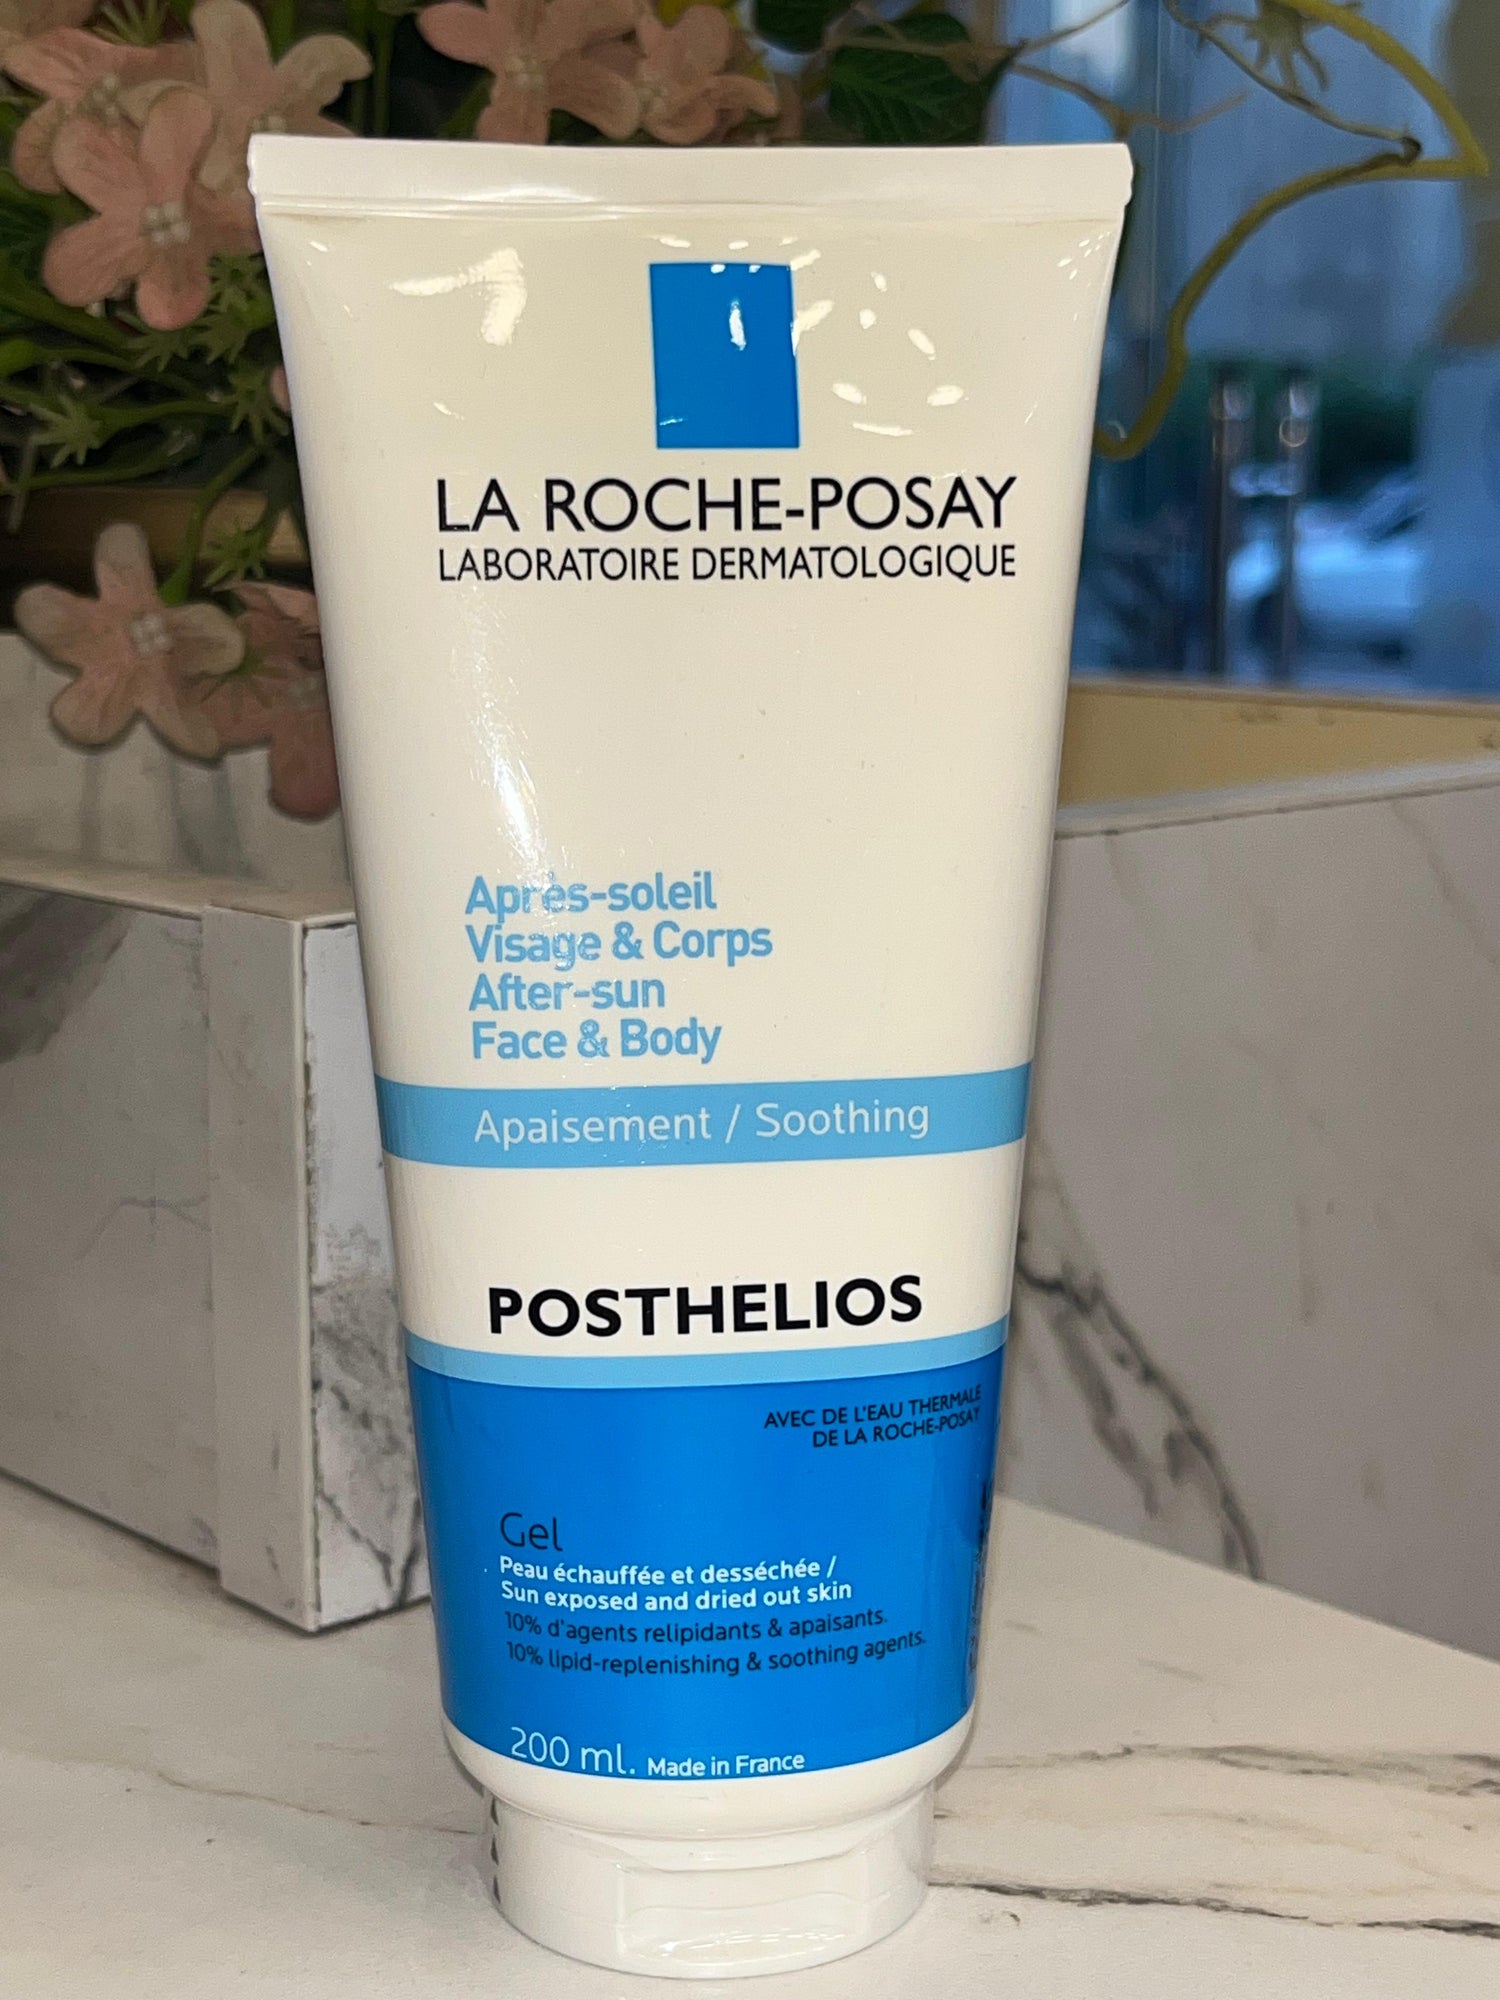 LA ROCHE-POSAY
LABORATOIRE DERMATOLOGIQUE
Après-soleil
Visage & Corps
After-sun
Face & Body
Apaisement / Soothing
POSTHELIOS
AVEC DE L'EAU THERMALE
DE LA ROCHE-POSAY
Gel
Peau échauffée et desséchée /
Sun exposed and dried out skin
10% d'agents relipidants & apaisants.
10% lipid-replenishing & soothing agents.
200 ml. Made in France